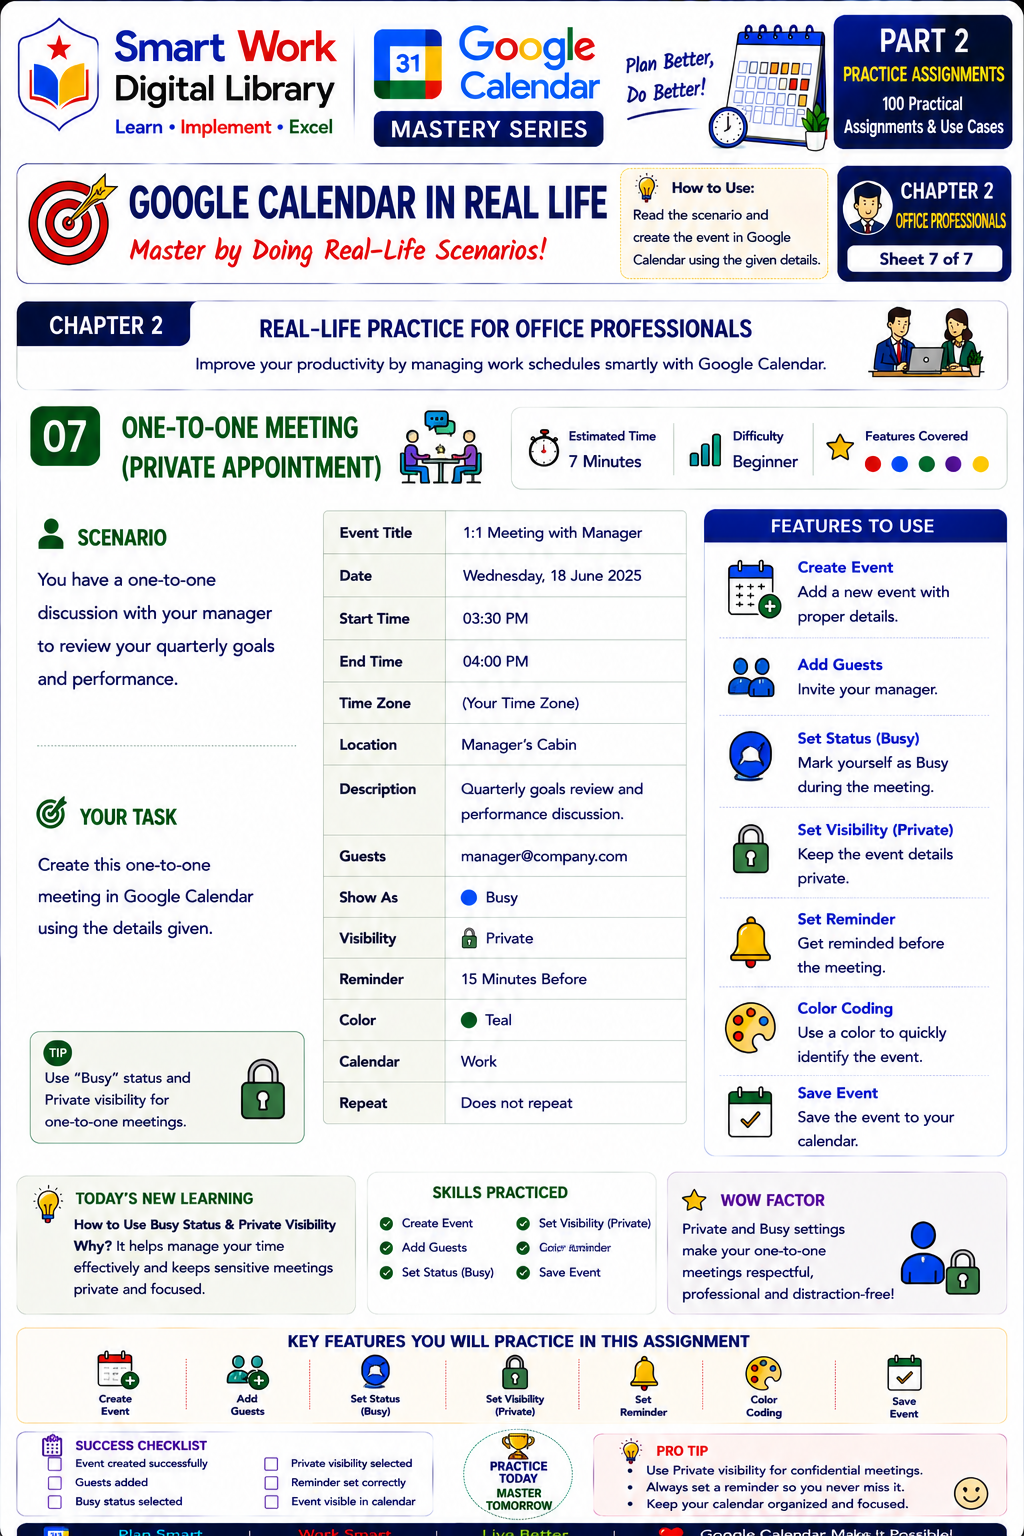 Smart Work
Digital Library
Learn • Implement • Excel
31
Google
Calendar
MASTERY SERIES
Plan Better,
Do Better!
PART 2
PRACTICE ASSIGNMENTS
100 Practical
Assignments & Use Cases
GOOGLE CALENDAR IN REAL LIFE
Master by Doing Real-Life Scenarios!
How to Use:
Read the scenario and
create the event in Google
Calendar using the given details.
CHAPTER 2
OFFICE PROFESSIONALS
Sheet 7 of 7
CHAPTER 2
REAL-LIFE PRACTICE FOR OFFICE PROFESSIONALS
Improve your productivity by managing work schedules smartly with Google Calendar.
07
ONE-TO-ONE MEETING
(PRIVATE APPOINTMENT)
Estimated Time
7 Minutes
Difficulty
Beginner
Features Covered
SCENARIO
You have a one-to-one
discussion with your manager
to review your quarterly goals
and performance.
YOUR TASK
Create this one-to-one
meeting in Google Calendar
using the details given.
TIP
Use “Busy” status and
Private visibility for
one-to-one meetings.
Event Title 1:1 Meeting with Manager
Date Wednesday, 18 June 2025
Start Time 03:30 PM
End Time 04:00 PM
Time Zone (Your Time Zone)
Location Manager’s Cabin
Description Quarterly goals review and
performance discussion.
Guests manager@company.com
Show As Busy
Visibility Private
Reminder 15 Minutes Before
Color Teal
Calendar Work
Repeat Does not repeat
FEATURES TO USE
Create Event
Add a new event with
proper details.
Add Guests
Invite your manager.
Set Status (Busy)
Mark yourself as Busy
during the meeting.
Set Visibility (Private)
Keep the event details
private.
Set Reminder
Get reminded before
the meeting.
Color Coding
Use a color to quickly
identify the event.
Save Event
Save the event to your
calendar.
TODAY’S NEW LEARNING
How to Use Busy Status & Private Visibility
Why? It helps manage your time
effectively and keeps sensitive meetings
private and focused.
SKILLS PRACTICED
Create Event
Add Guests
Set Status (Busy)
Set Visibility (Private)
Save Event
WOW FACTOR
Private and Busy settings
make your one-to-one
meetings respectful,
professional and distraction-free!
KEY FEATURES YOU WILL PRACTICE IN THIS ASSIGNMENT
Create
Event
Add
Guests
Set Status
(Busy)
Set Visibility
(Private)
Set
Reminder
Color
Coding
Save
Event
SUCCESS CHECKLIST
Event created successfully
Guests added
Busy status selected
Private visibility selected
Reminder set correctly
Event visible in calendar
PRACTICE
TODAY
MASTER
TOMORROW
PRO TIP
• Use Private visibility for confidential meetings.
• Always set a reminder so you never miss it.
• Keep your calendar organized and focused.
Plan Smart
Work Smart
Live Better
Google Calendar Makes It Possible!